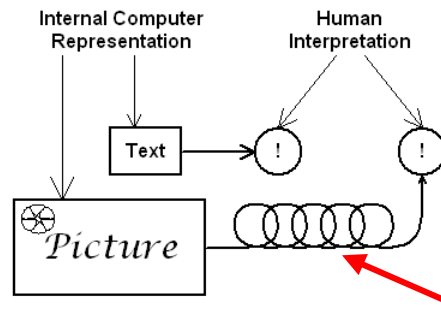 Internal Computer
Representation
Human
Interpretation
Text
!
!
Picture